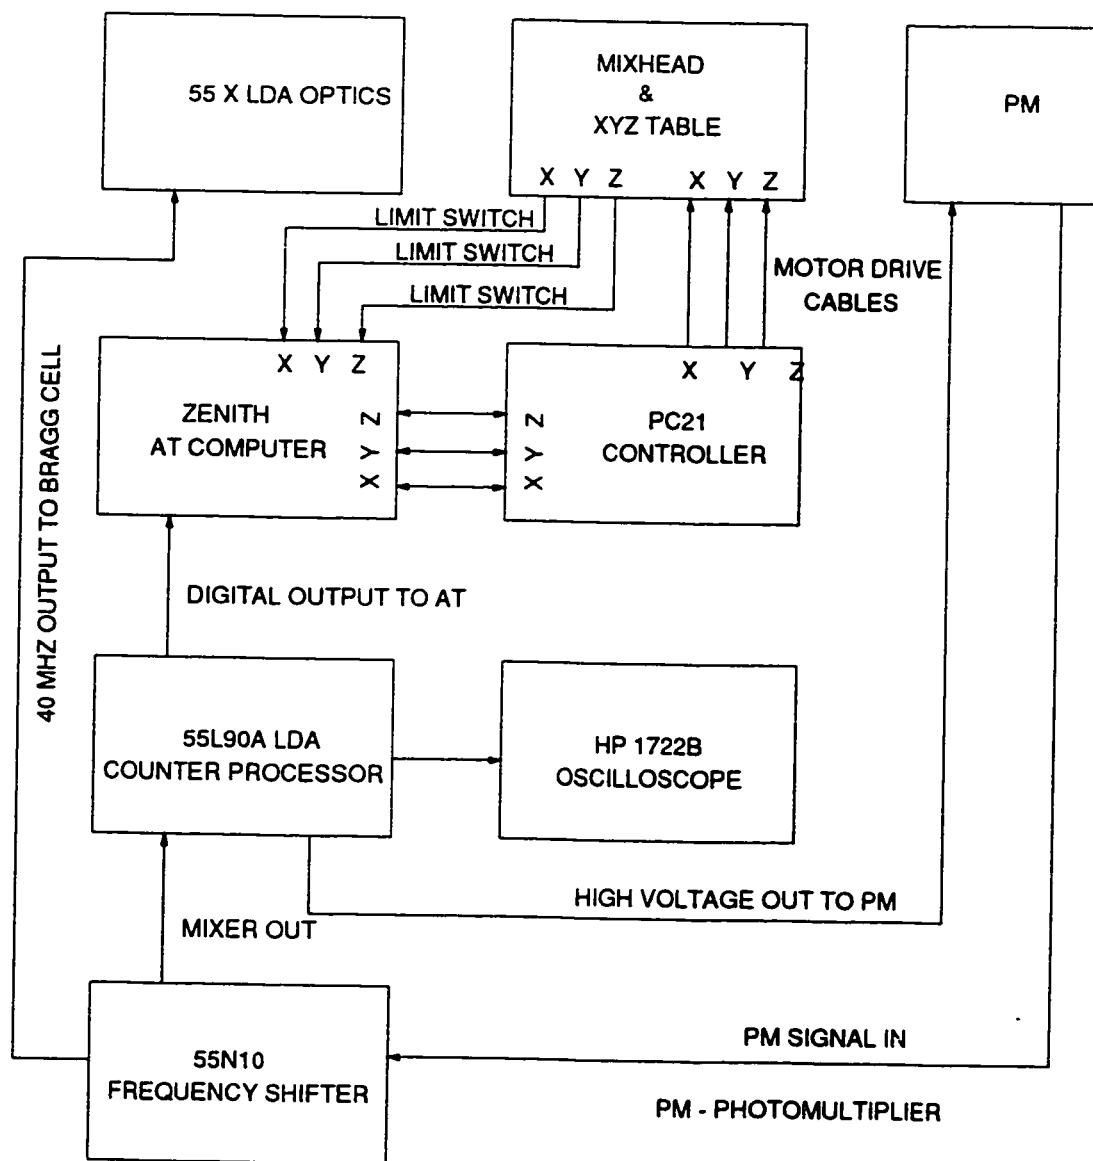 55 X LDA OPTICS
MIXHEAD
&
XYZ TABLE
X Y Z X Y Z
PM
LIMIT SWITCH
LIMIT SWITCH
LIMIT SWITCH
MOTOR DRIVE
CABLES
40 MHZ OUTPUT TO BRAGG CELL
X Y Z
ZENITH
AT COMPUTER
Z
Y
X
X Y Z
PC21
CONTROLLER
Z
Y
X
DIGITAL OUTPUT TO AT
55L90A LDA
COUNTER PROCESSOR
HP 1722B
OSCILLOSCOPE
HIGH VOLTAGE OUT TO PM
MIXER OUT
55N10
FREQUENCY SHIFTER
PM SIGNAL IN
PM - PHOTOMULTIPLIER